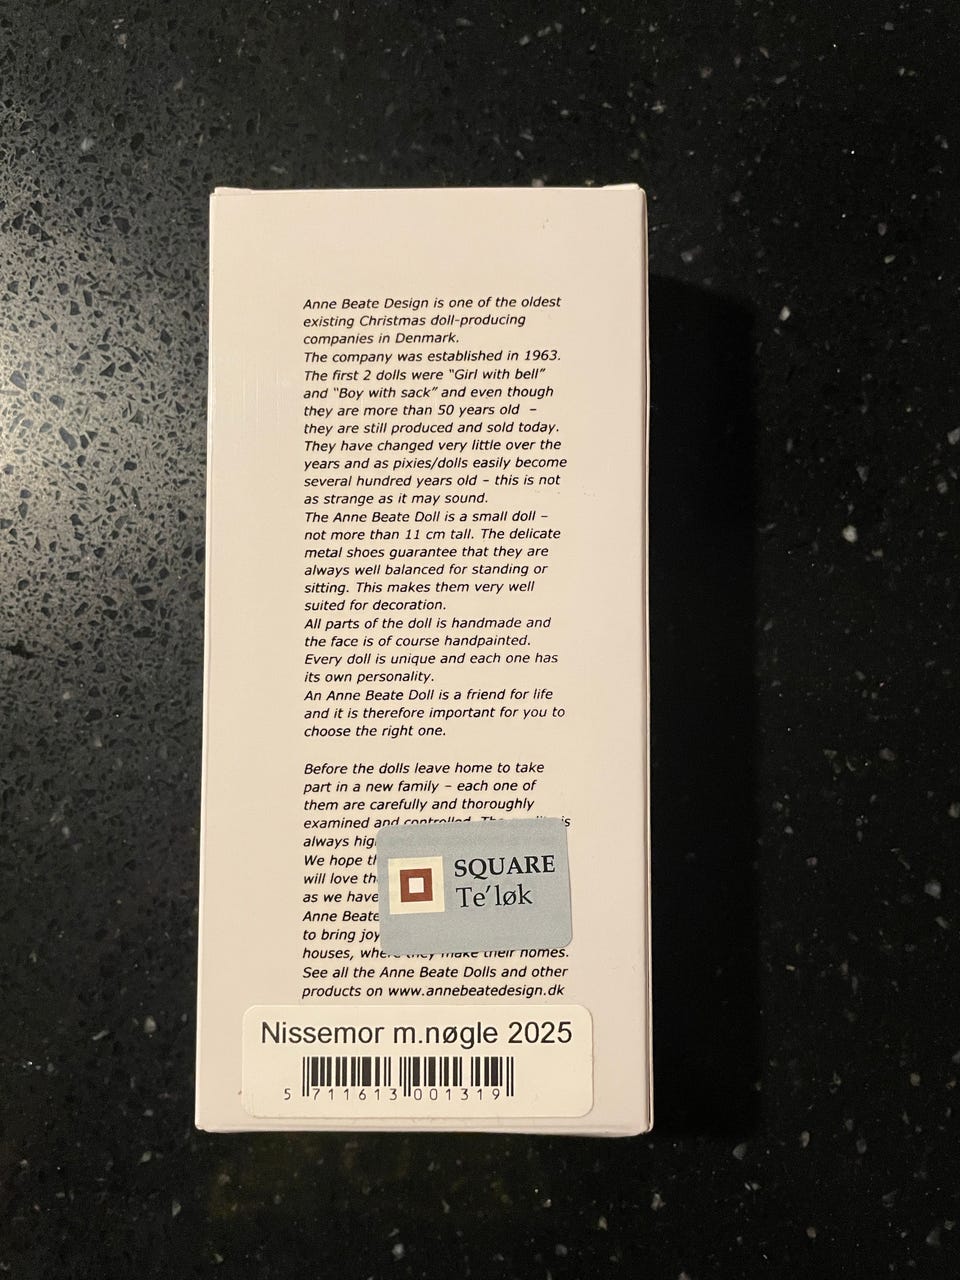 Anne Beate Design is one of the oldest
existing Christmas doll-producing
companies in Denmark.
The company was established in 1963.
The first 2 dolls were “Girl with bell”
and “Boy with sack” and even though
they are more than 50 years old –
they are still produced and sold today.
They have changed very little over the
years and as pixies/dolls easily become
several hundred years old – this is not
as strange as it may sound.
The Anne Beate Doll is a small doll –
not more than 11 cm tall. The delicate
metal shoes guarantee that they are
always well balanced for standing or
sitting. This makes them very well
suited for decoration.
All parts of the doll is handmade and
the face is of course handpainted.
Every doll is unique and each one has
its own personality.
An Anne Beate Doll is a friend for life
and it is therefore important for you to
choose the right one.
Before the dolls leave home to take
part in a new family – each one of
them are carefully and thoroughly
examined and controlled. The quality is
always
We hope
will love
as we have
Anne Beate
to bring joy
houses, where they make their homes.
See all the Anne Beate Dolls and other
products on www.annebeatedesign.dk
SQUARE
Te’løk
Nissemor m.nøgle 2025
5 711613 001319